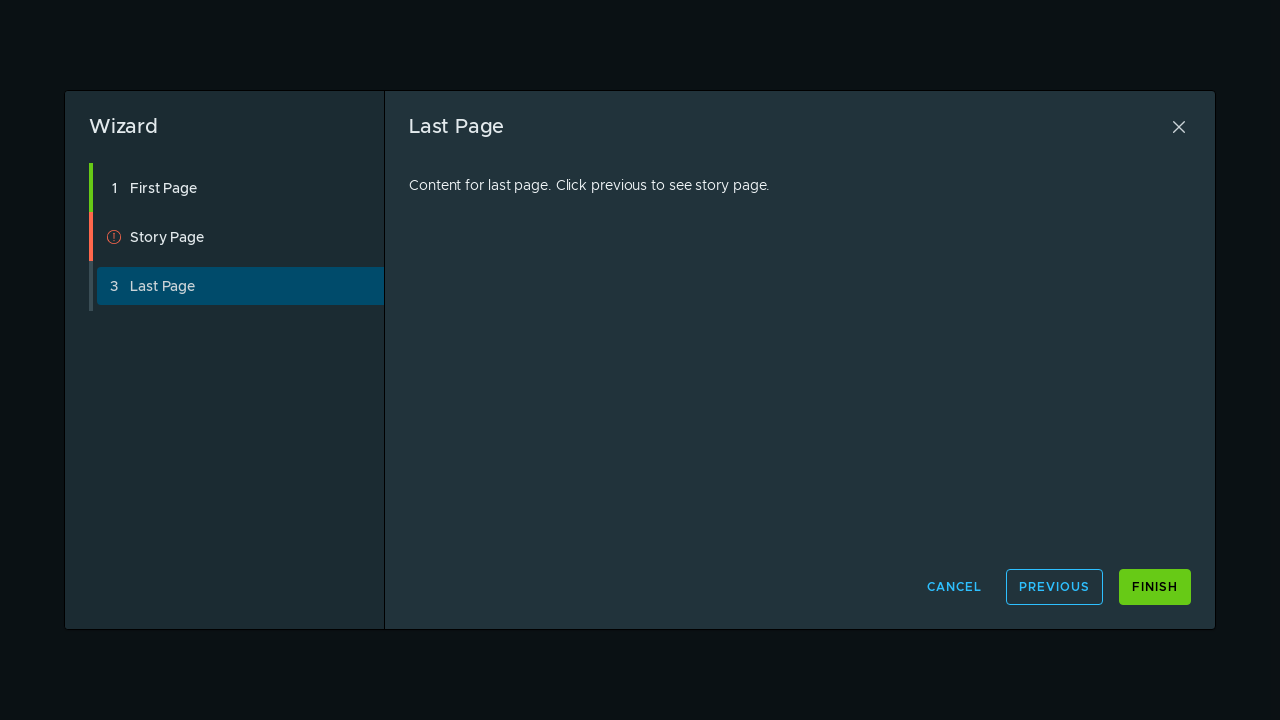 Wizard
1 First Page
Story Page
3 Last Page
Last Page
Content for last page. Click previous to see story page.
CANCEL
PREVIOUS
FINISH